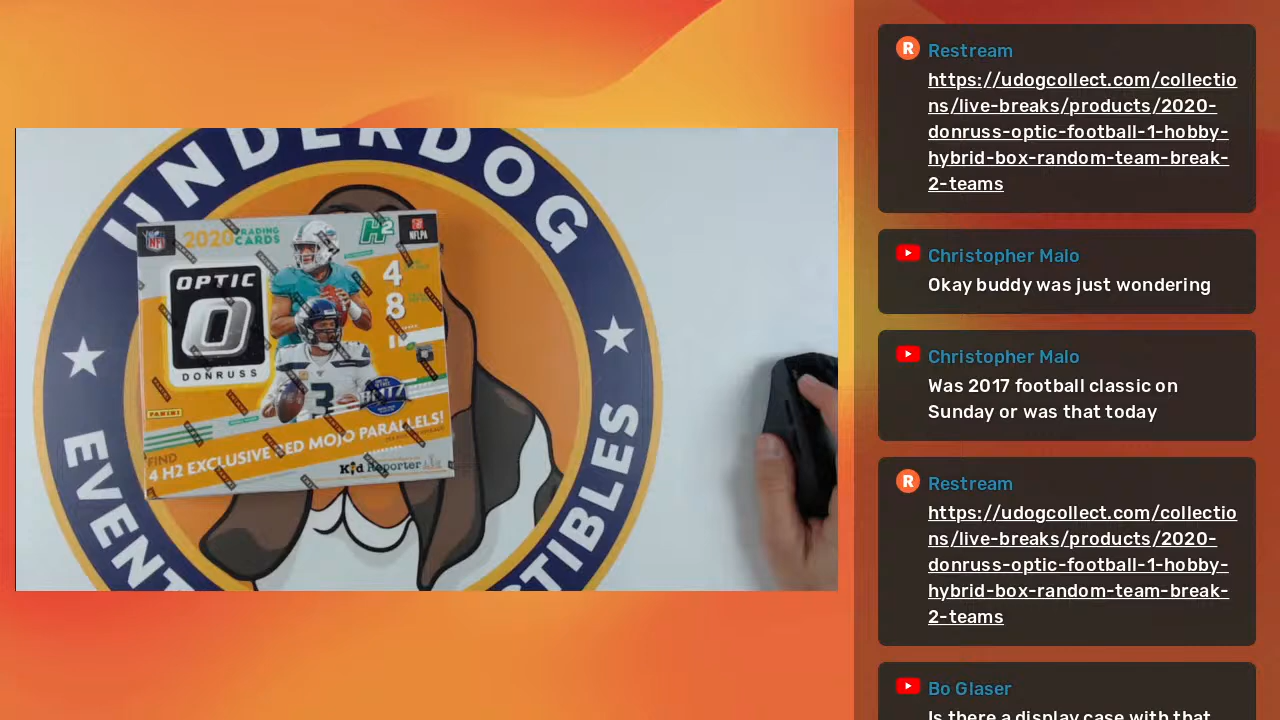 UNDERDOG
EVENT
STIBLES
NFL
2020 TRADING
CARDS
H2
NFLPA
OPTIC
O
DONRUSS
4
8
3
BLITZ
PANINI
FIND
4 H2 EXCLUSIVE RED MOJO PARALLELS!
Kid Reporter
R
Restream
https://udogcollect.com/collectio
ns/live-breaks/products/2020-
donruss-optic-football-1-hobby-
hybrid-box-random-team-break-
2-teams
Christopher Malo
Okay buddy was just wondering
Christopher Malo
Was 2017 football classic on
Sunday or was that today
R
Restream
https://udogcollect.com/collectio
ns/live-breaks/products/2020-
donruss-optic-football-1-hobby-
hybrid-box-random-team-break-
2-teams
Bo Glaser
Is there a display case with that